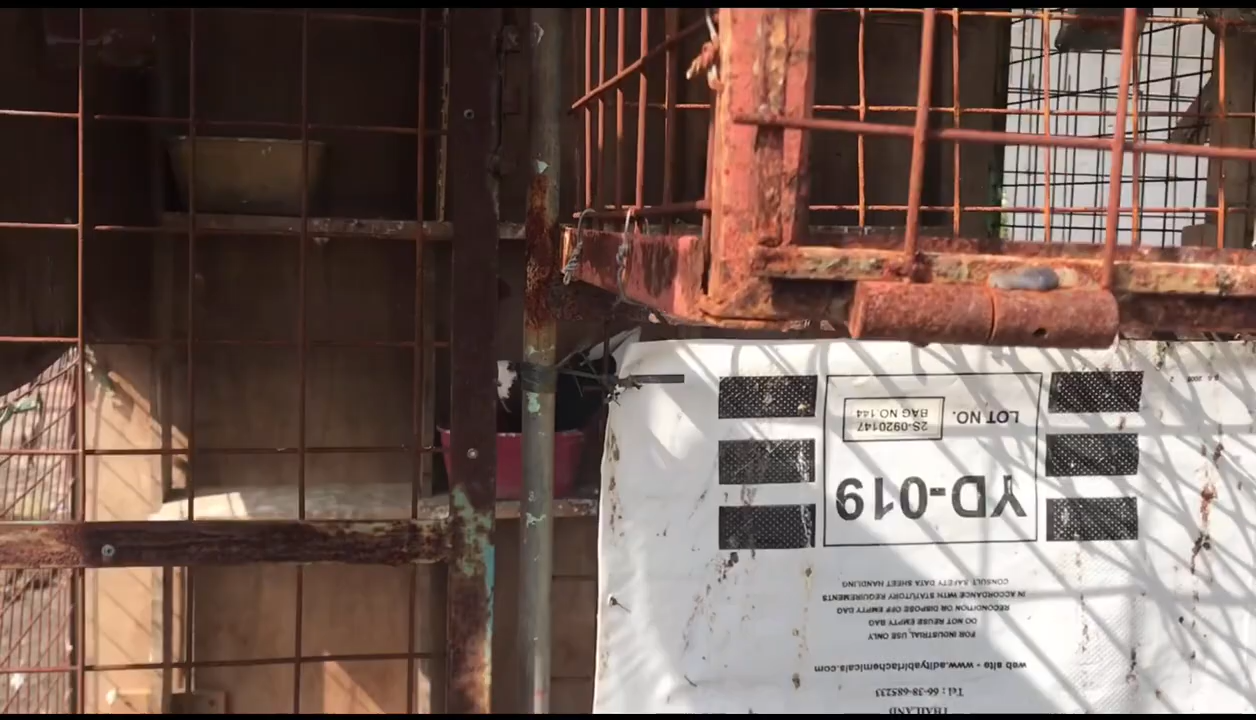 THAILAND
Tel : 66-38-685233
web site - www.adityabirlachemicals.com
FOR INDUSTRIAL USE ONLY
DO NOT REUSE EMPTY BAG
RECONDITION OR DISPOSE OFF EMPTY BAG
IN ACCORDANCE WITH STATUTORY REQUIREMENTS
CONSULT SAFETY DATA SHEET HANDLING
YD-019
LOT NO. 2S-0920147
BAG NO.144